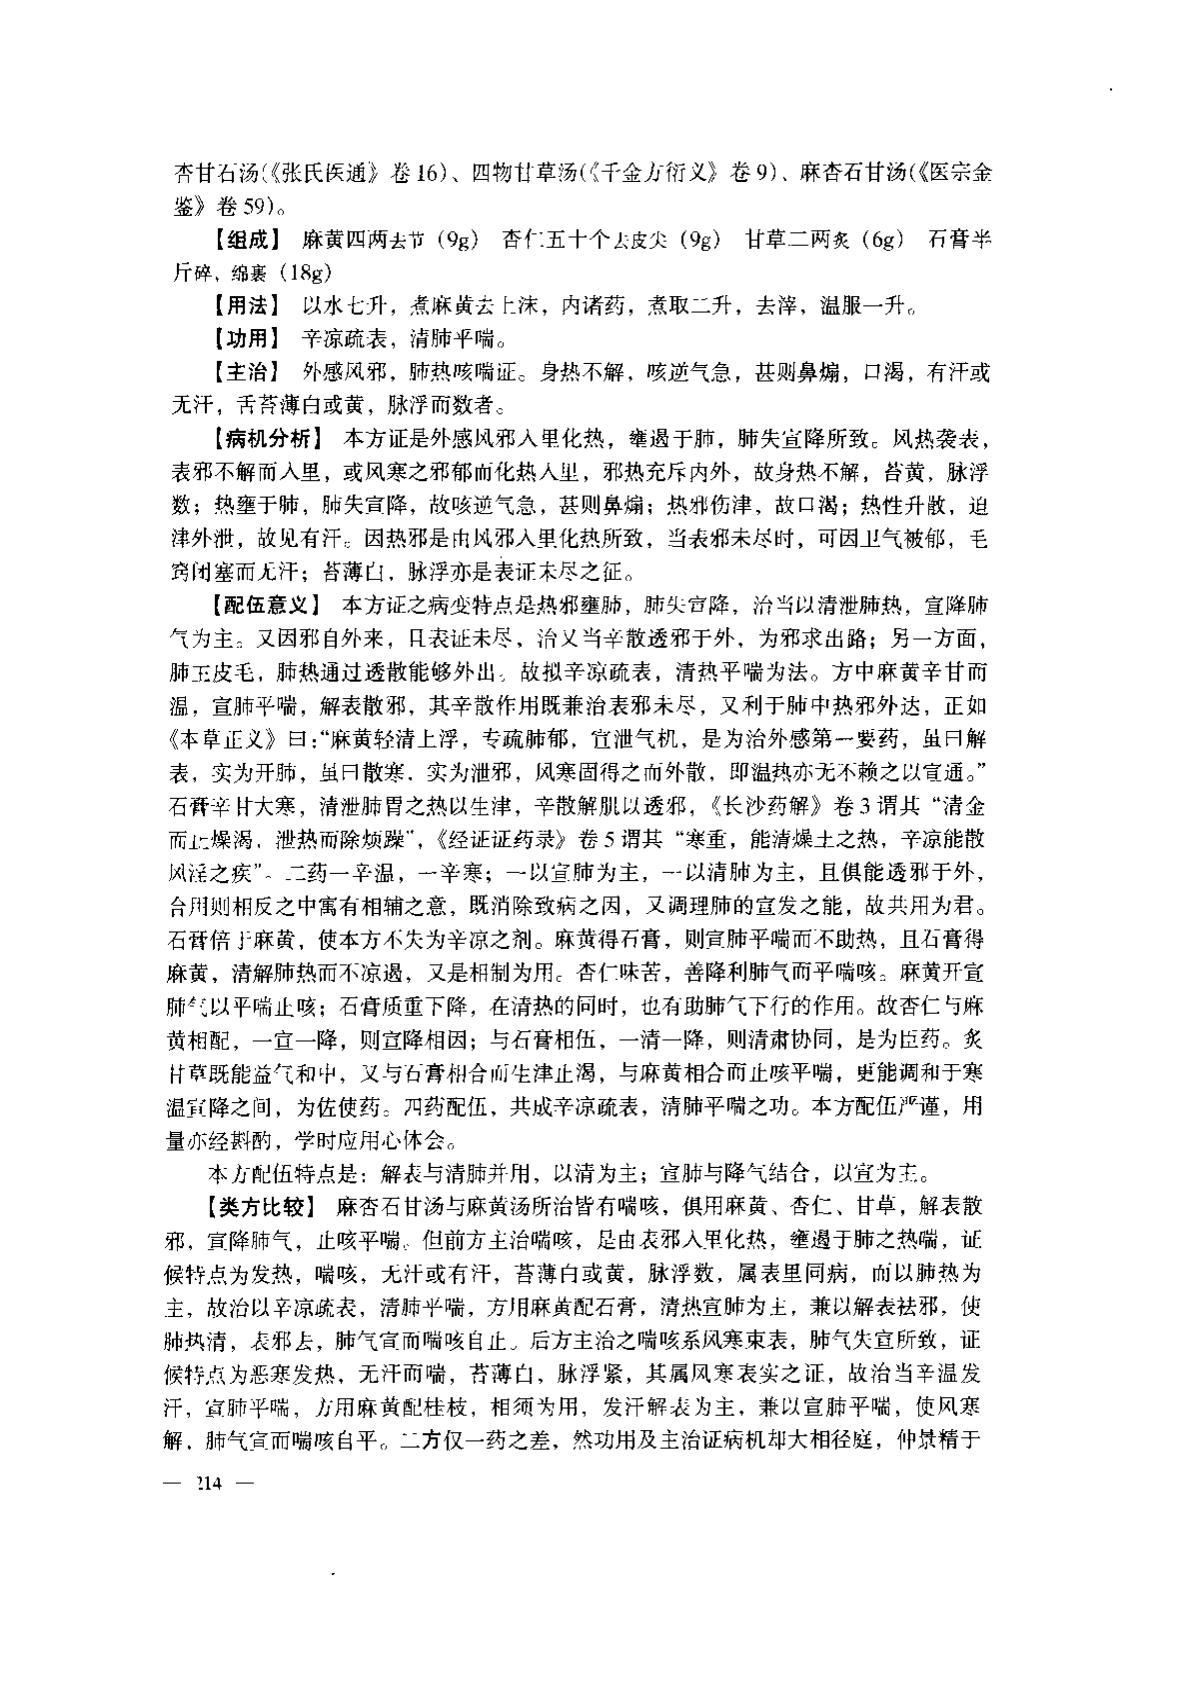 杏甘石汤(《张氏医通》卷16)、四物甘草汤(《千金方衍义》卷9)、麻杏石甘汤(《医宗金
鉴》卷59)。
【组成】 麻黄四两去节(9g) 杏仁五十个去皮尖(9g) 甘草二两炙(6g) 石膏半
斤碎,绵裹(18g)
【用法】 以水七升,煮麻黄去上沫,内诸药,煮取二升,去滓,温服一升。
【功用】 辛凉疏表,清肺平喘。
【主治】 外感风邪,肺热咳喘证。身热不解,咳逆气急,甚则鼻煽,口渴,有汗或
无汗,舌苔薄白或黄,脉浮而数者。
【病机分析】 本方证是外感风邪入里化热,壅遏于肺,肺失宣降所致。风热袭表,
表邪不解而入里,或风寒之邪郁而化热入里,邪热充斥内外,故身热不解,苔黄,脉浮
数;热壅于肺,肺失宣降,故咳逆气急,甚则鼻煽;热邪伤津,故口渴;热性升散,迫
津外泄,故见有汗。因热邪是由风邪入里化热所致,当表邪未尽时,可因卫气被郁,毛
窍闭塞而无汗;苔薄白,脉浮亦是表证未尽之征。
【配伍意义】 本方证之病变特点是热邪壅肺,肺失宣降,治当以清泄肺热,宣降肺
气为主。又因邪自外来,且表证未尽,治又当辛散透邪于外,为邪求出路;另一方面,
肺主皮毛,肺热通过透散能够外出。故拟辛凉疏表,清热平喘为法。方中麻黄辛甘而
温,宣肺平喘,解表散邪,其辛散作用既兼治表邪未尽,又利于肺中热邪外达,正如
《本草正义》曰:“麻黄轻清上浮,专疏肺郁,宣泄气机,是为治外感第一要药,虽曰解
表,实为开肺,虽曰散寒,实为泄邪,风寒固得之而外散,即温热亦无不赖之以宣通。”
石膏辛甘大寒,清泄肺胃之热以生津,辛散解肌以透邪,《长沙药解》卷3谓其“清金
而止燥渴,泄热而除烦躁”,《经证证药录》卷5谓其“寒重,能清燥土之热,辛凉能散
风淫之疾”。二药一辛温,一辛寒;一以宣肺为主,一以清肺为主,且俱能透邪于外,
合用则相反之中寓有相辅之意,既消除致病之因,又调理肺的宣发之能,故共用为君。
石膏倍于麻黄,使本方不失为辛凉之剂。麻黄得石膏,则宣肺平喘而不助热,且石膏得
麻黄,清解肺热而不凉遏,又是相制为用。杏仁味苦,善降利肺气而平喘咳。麻黄开宣
肺气以平喘止咳;石膏质重下降,在清热的同时,也有助肺气下行的作用。故杏仁与麻
黄相配,一宣一降,则宣降相因;与石膏相伍,一清一降,则清肃协同,是为臣药。炙
甘草既能益气和中,又与石膏相合而生津止渴,与麻黄相合而止咳平喘,更能调和于寒
温宣降之间,为佐使药。四药配伍,共成辛凉疏表,清肺平喘之功。本方配伍严谨,用
量亦经斟酌,学时应用心体会。
本方配伍特点是:解表与清肺并用,以清为主;宣肺与降气结合,以宣为主。
【类方比较】 麻杏石甘汤与麻黄汤所治皆有喘咳,俱用麻黄、杏仁、甘草,解表散
邪,宣降肺气,止咳平喘。但前方主治喘咳,是由表邪入里化热,壅遏于肺之热喘,证
候特点为发热,喘咳,无汗或有汗,苔薄白或黄,脉浮数,属表里同病,而以肺热为
主,故治以辛凉疏表,清肺平喘,方用麻黄配石膏,清热宣肺为主,兼以解表祛邪,使
肺热清,表邪去,肺气宣而喘咳自止。后方主治之喘咳系风寒束表,肺气失宣所致,证
候特点为恶寒发热,无汗而喘,苔薄白,脉浮紧,其属风寒表实之证,故治当辛温发
汗,宣肺平喘,方用麻黄配桂枝,相须为用,发汗解表为主,兼以宣肺平喘,使风寒
解,肺气宣而喘咳自平。二方仅一药之差,然功用及主治证病机却大相径庭,仲景精于
— 214 —